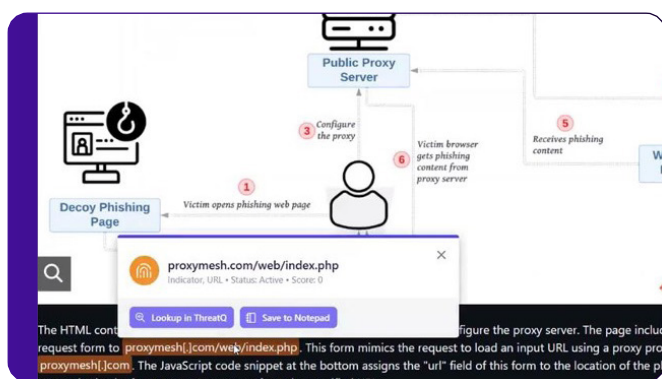 Public Proxy
Server
3
Configure
the proxy
6
Victim browser
gets phishing
content from
proxy server
5
Receives phishing
content
W
Decoy Phishing
Page
1
Victim opens phishing web page
proxymesh.com/web/index.php
Indicator, URL • Status: Active • Score: 0
Lookup in ThreatQ
Save to Notepad
The HTML cont
figure the proxy server. The page inclu
request form to proxymesh[.]com/web/index.php. This form mimics the request to load an input URL using a proxy pro
proxymesh[.]com. The JavaScript code snippet at the bottom assigns the "url" field of this form to the location of the p